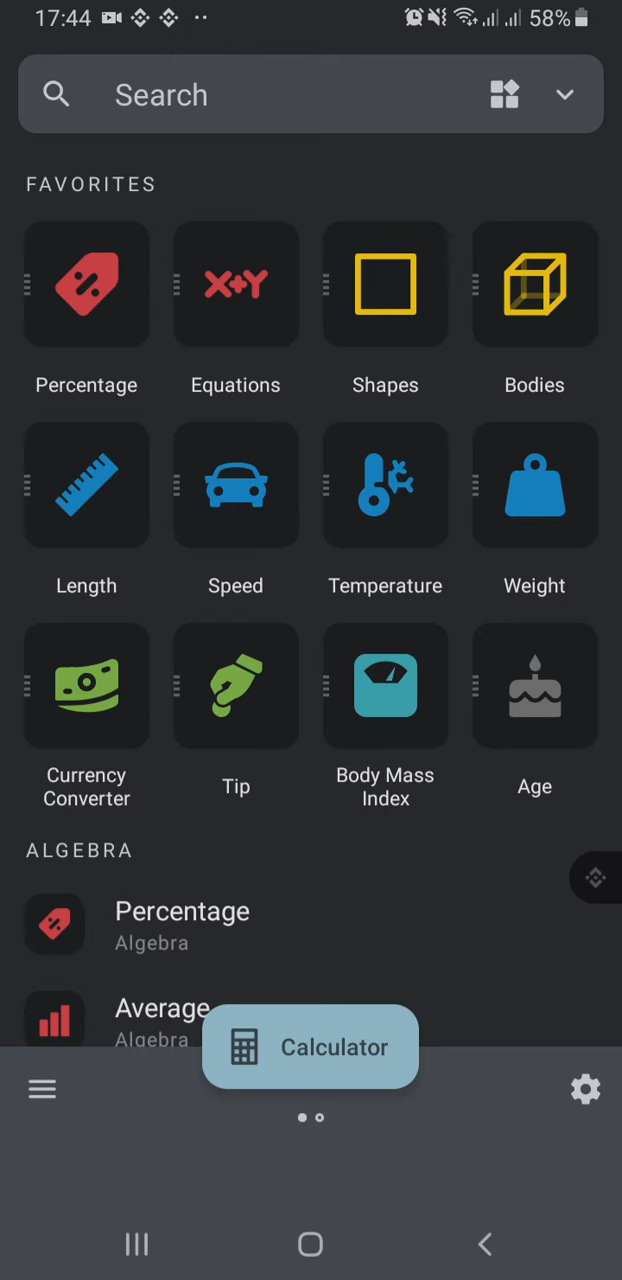 17:44
58%
Search
FAVORITES
X+Y
Percentage Equations Shapes Bodies
Length Speed Temperature Weight
Currency Converter Tip Body Mass Index Age
ALGEBRA
Percentage
Algebra
Average
Algebra
Calculator